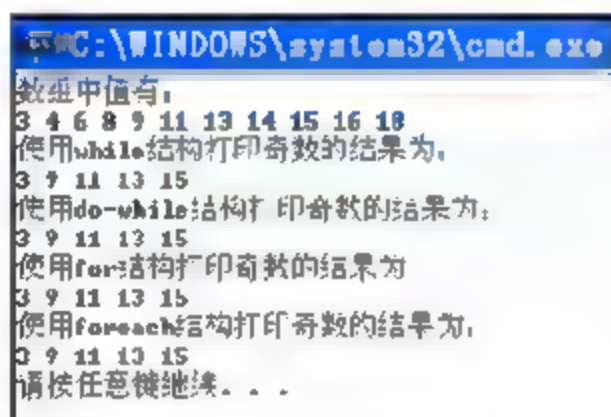 C:\WINDOWS\system32\cmd.exe
数组中值有:
3 4 6 8 9 11 13 14 15 16 18
使用while结构打印奇数的结果为:
3 9 11 13 15
使用do-while结构打印奇数的结果为:
3 9 11 13 15
使用for结构打印奇数的结果为
3 9 11 13 15
使用foreach结构打印奇数的结果为:
3 9 11 13 15
请按任意键继续. . .